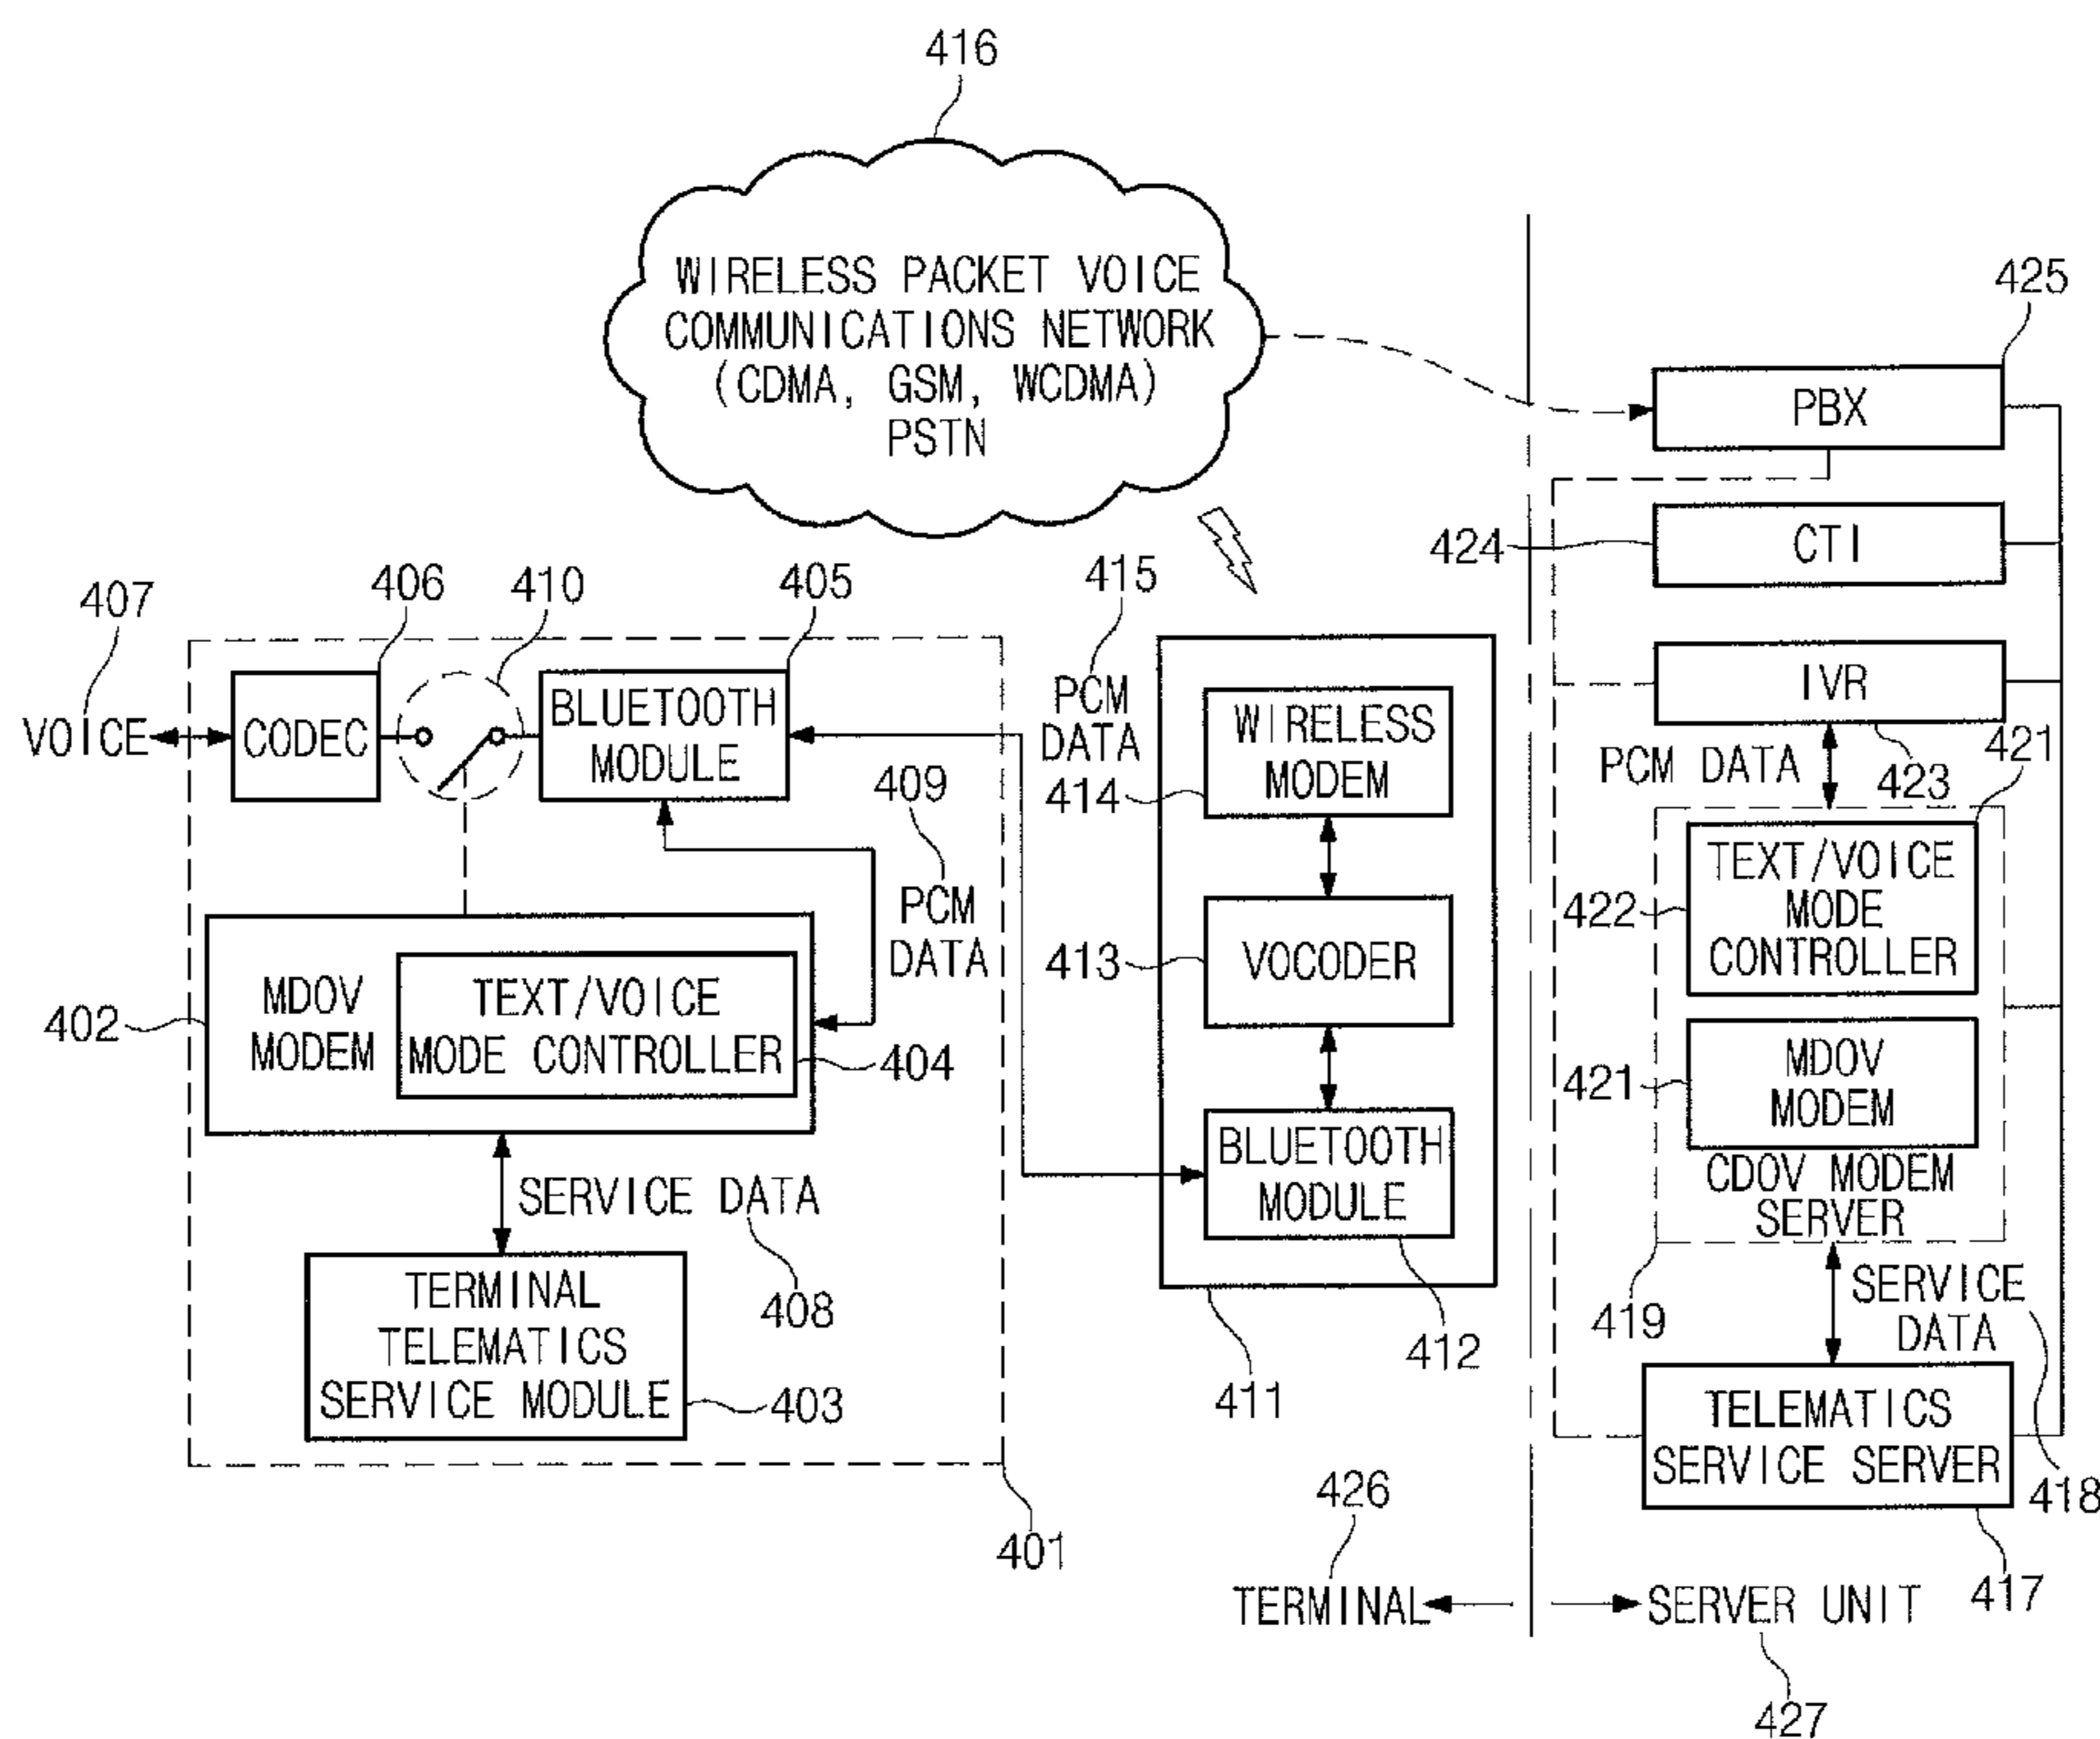 416
WIRELESS PACKET VOICE
COMMUNICATIONS NETWORK
(CDMA, GSM, WCDMA)
PSTN
425
PBX
424
CTI
407
406
410
405
415
VOICE
CODEC
BLUETOOTH
MODULE
PCM
DATA
WIRELESS
MODEM
414
IVR
421
PCM DATA
423
409
PCM
DATA
413
VOCODER
TEXT/VOICE
MODE
CONTROLLER
422
402
MDOV
MODEM
TEXT/VOICE
MODE CONTROLLER
404
421
MDOV
MODEM
CDOV MODEM
SERVER
BLUETOOTH
MODULE
SERVICE DATA
408
412
411
419
SERVICE
DATA
TERMINAL
TELEMATICS
SERVICE MODULE
403
TELEMATICS
SERVICE SERVER
418
401
426
TERMINAL
SERVER UNIT
417
427